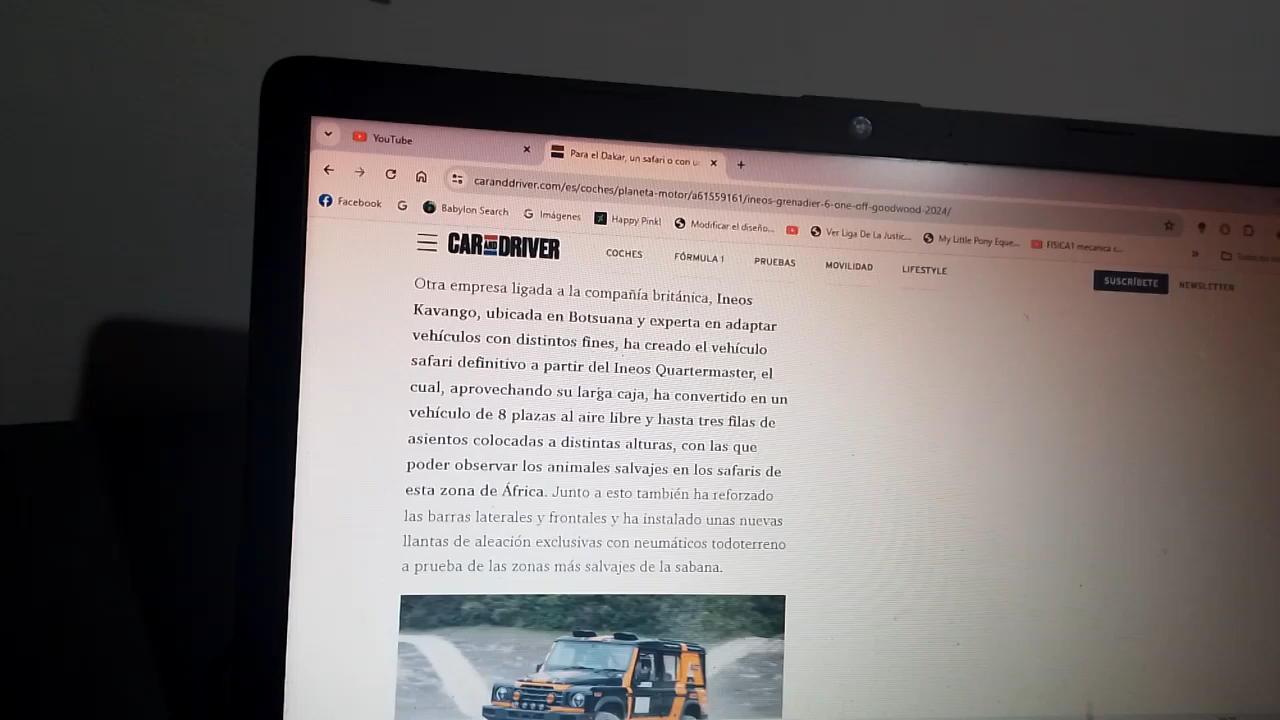 YouTube
Para el Dakar, un safari o con u
caranddriver.com/es/coches/planeta-motor/a61559161/ineos-grenadier-6-one-off-goodwood-2024/
Facebook
Babylon Search
Imágenes
Happy Pink!
Modificar el diseño...
Ver Liga De La Justic...
My Little Pony Eque...
FISICA1 mecanica c...
CAR AND DRIVER
COCHES
FÓRMULA 1
PRUEBAS
MOVILIDAD
LIFESTYLE
SUSCRÍBETE
NEWSLETTER
Otra empresa ligada a la compañía británica, Ineos
Kavango, ubicada en Botsuana y experta en adaptar
vehículos con distintos fines, ha creado el vehículo
safari definitivo a partir del Ineos Quartermaster, el
cual, aprovechando su larga caja, ha convertido en un
vehículo de 8 plazas al aire libre y hasta tres filas de
asientos colocadas a distintas alturas, con las que
poder observar los animales salvajes en los safaris de
esta zona de África. Junto a esto también ha reforzado
las barras laterales y frontales y ha instalado unas nuevas
llantas de aleación exclusivas con neumáticos todoterreno
a prueba de las zonas más salvajes de la sabana.